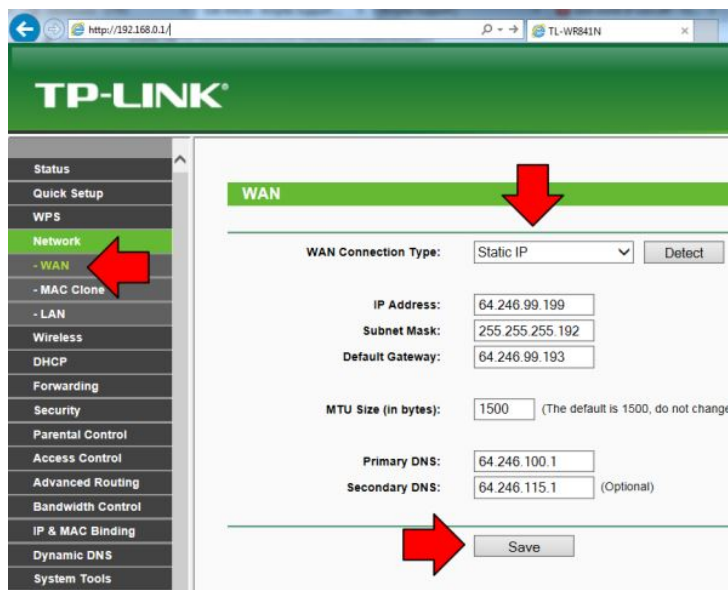 http://192.168.0.1/
TL-WR841N
TP-LINK®
Status
Quick Setup
WPS
Network
- WAN
- MAC Clone
- LAN
Wireless
DHCP
Forwarding
Security
Parental Control
Access Control
Advanced Routing
Bandwidth Control
IP & MAC Binding
Dynamic DNS
System Tools
WAN
WAN Connection Type: Static IP Detect
IP Address: 64.246.99.199
Subnet Mask: 255.255.255.192
Default Gateway: 64.246.99.193
MTU Size (in bytes): 1500 (The default is 1500, do not change
Primary DNS: 64.246.100.1
Secondary DNS: 64.246.115.1 (Optional)
Save